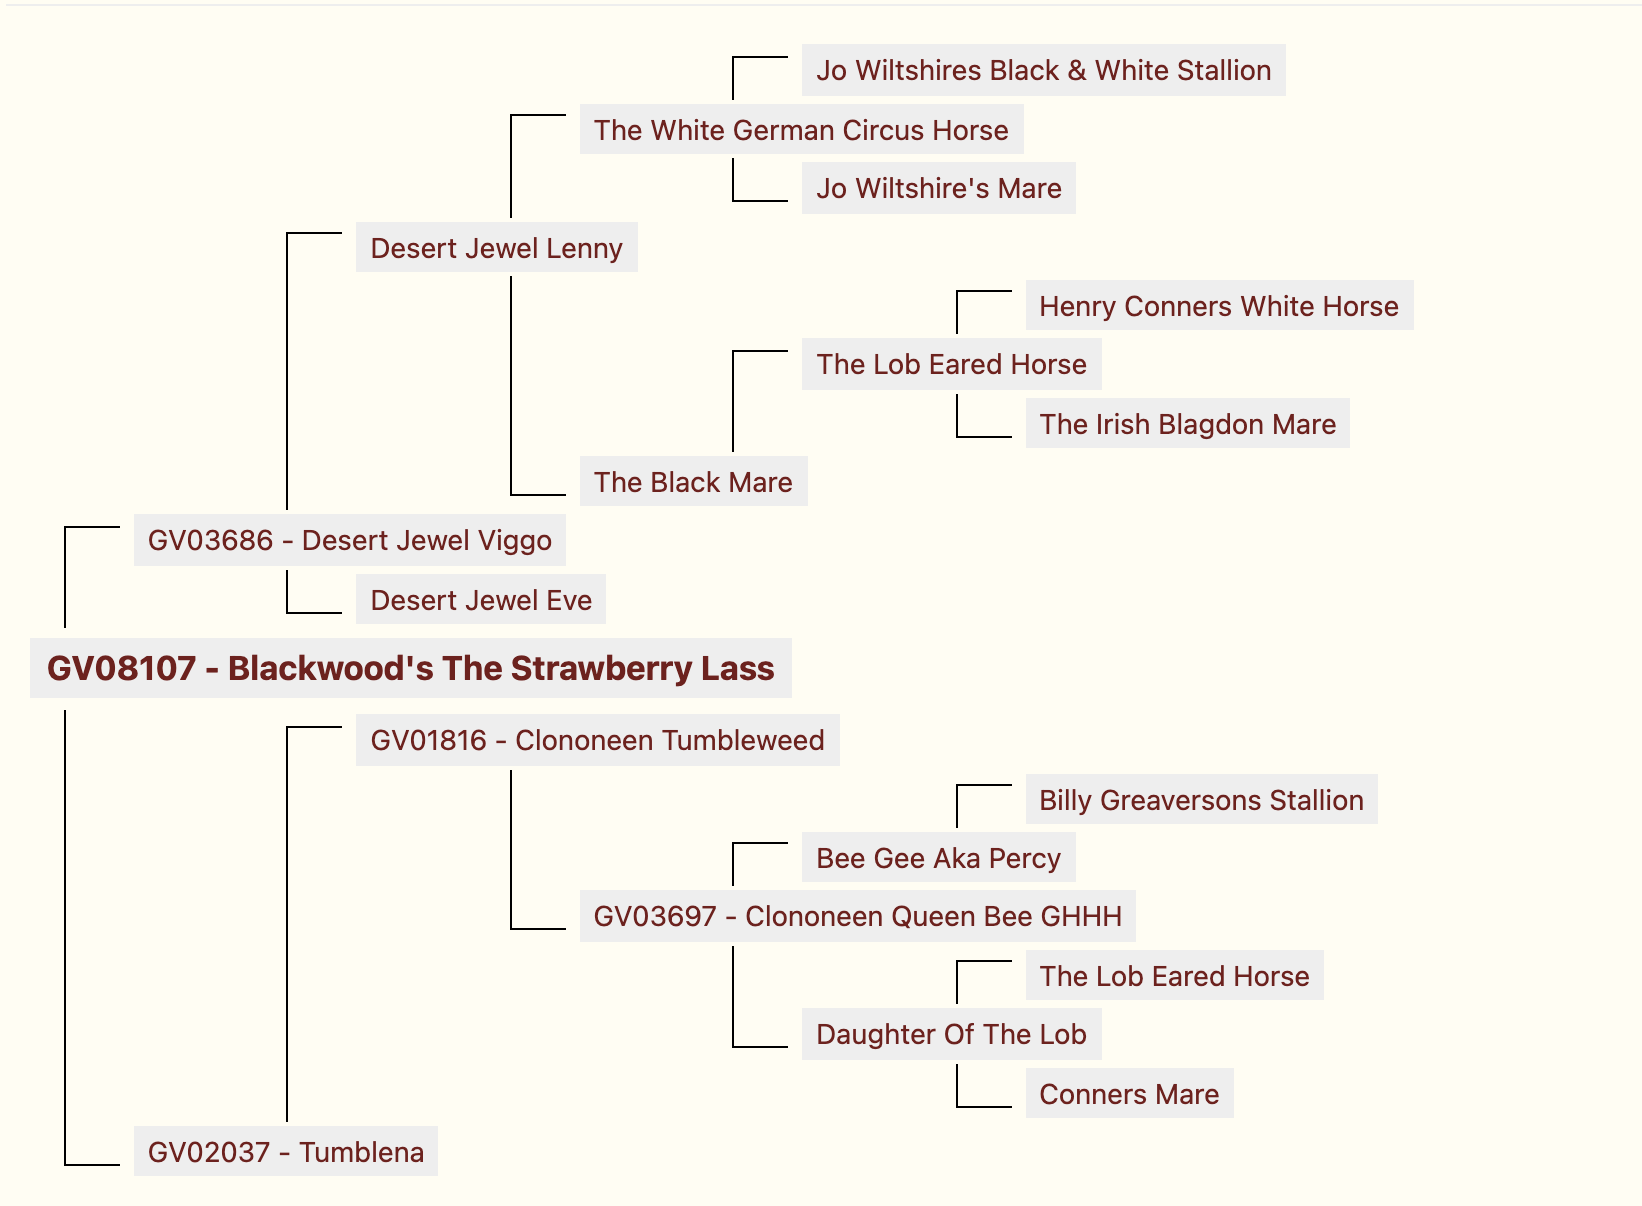 Jo Wiltshires Black & White Stallion
The White German Circus Horse
Jo Wiltshire's Mare
Desert Jewel Lenny
Henry Conners White Horse
The Lob Eared Horse
The Irish Blagdon Mare
The Black Mare
GV03686 - Desert Jewel Viggo
Desert Jewel Eve
GV08107 - Blackwood's The Strawberry Lass
GV01816 - Clononeen Tumbleweed
Billy Greaversons Stallion
Bee Gee Aka Percy
GV03697 - Clononeen Queen Bee GHHH
The Lob Eared Horse
Daughter Of The Lob
Conners Mare
GV02037 - Tumblena